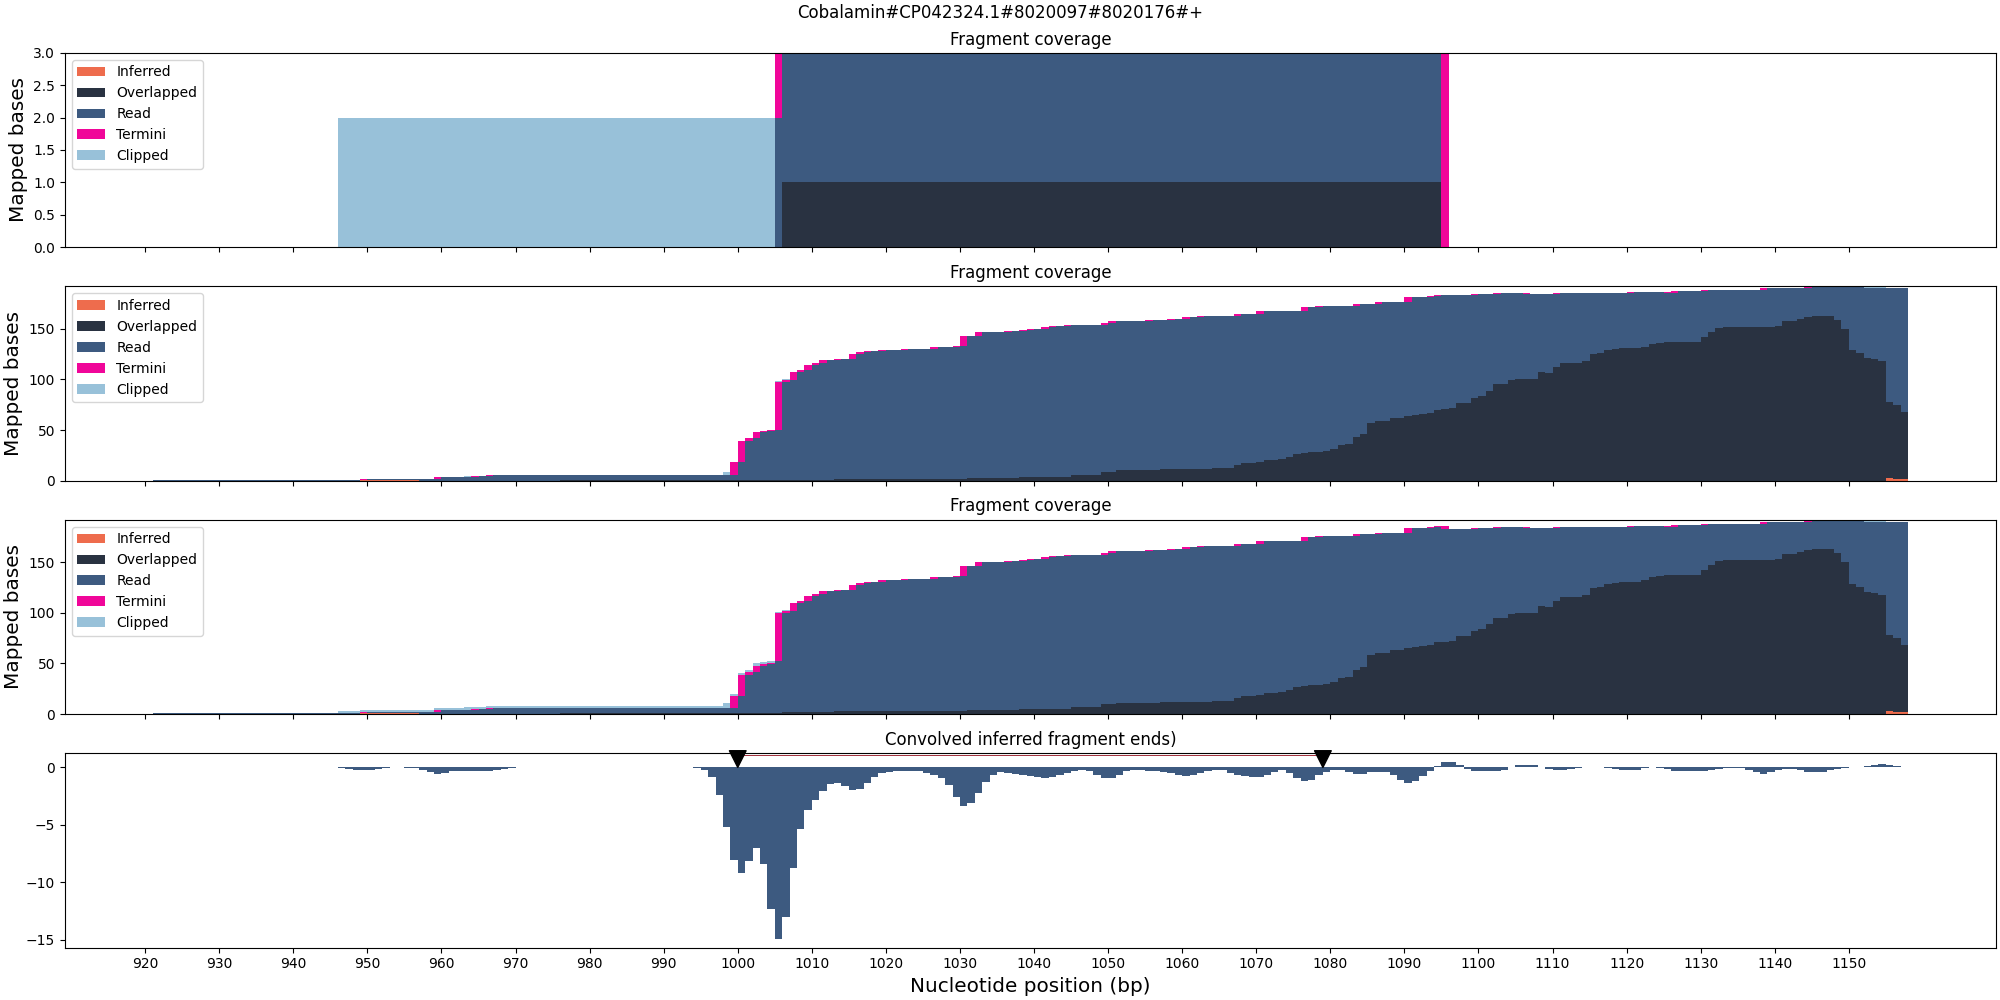 Cobalamin#CP042324.1#8020097#8020176#+
Fragment coverage
Mapped bases
3.0
2.5
2.0
1.5
1.0
0.5
0.0
Inferred
Overlapped
Read
Termini
Clipped
Fragment coverage
Mapped bases
150
100
50
0
Inferred
Overlapped
Read
Termini
Clipped
Fragment coverage
Mapped bases
150
100
50
0
Inferred
Overlapped
Read
Termini
Clipped
Convolved inferred fragment ends)
0
−5
−10
−15
920 930 940 950 960 970 980 990 1000 1010 1020 1030 1040 1050 1060 1070 1080 1090 1100 1110 1120 1130 1140 1150
Nucleotide position (bp)